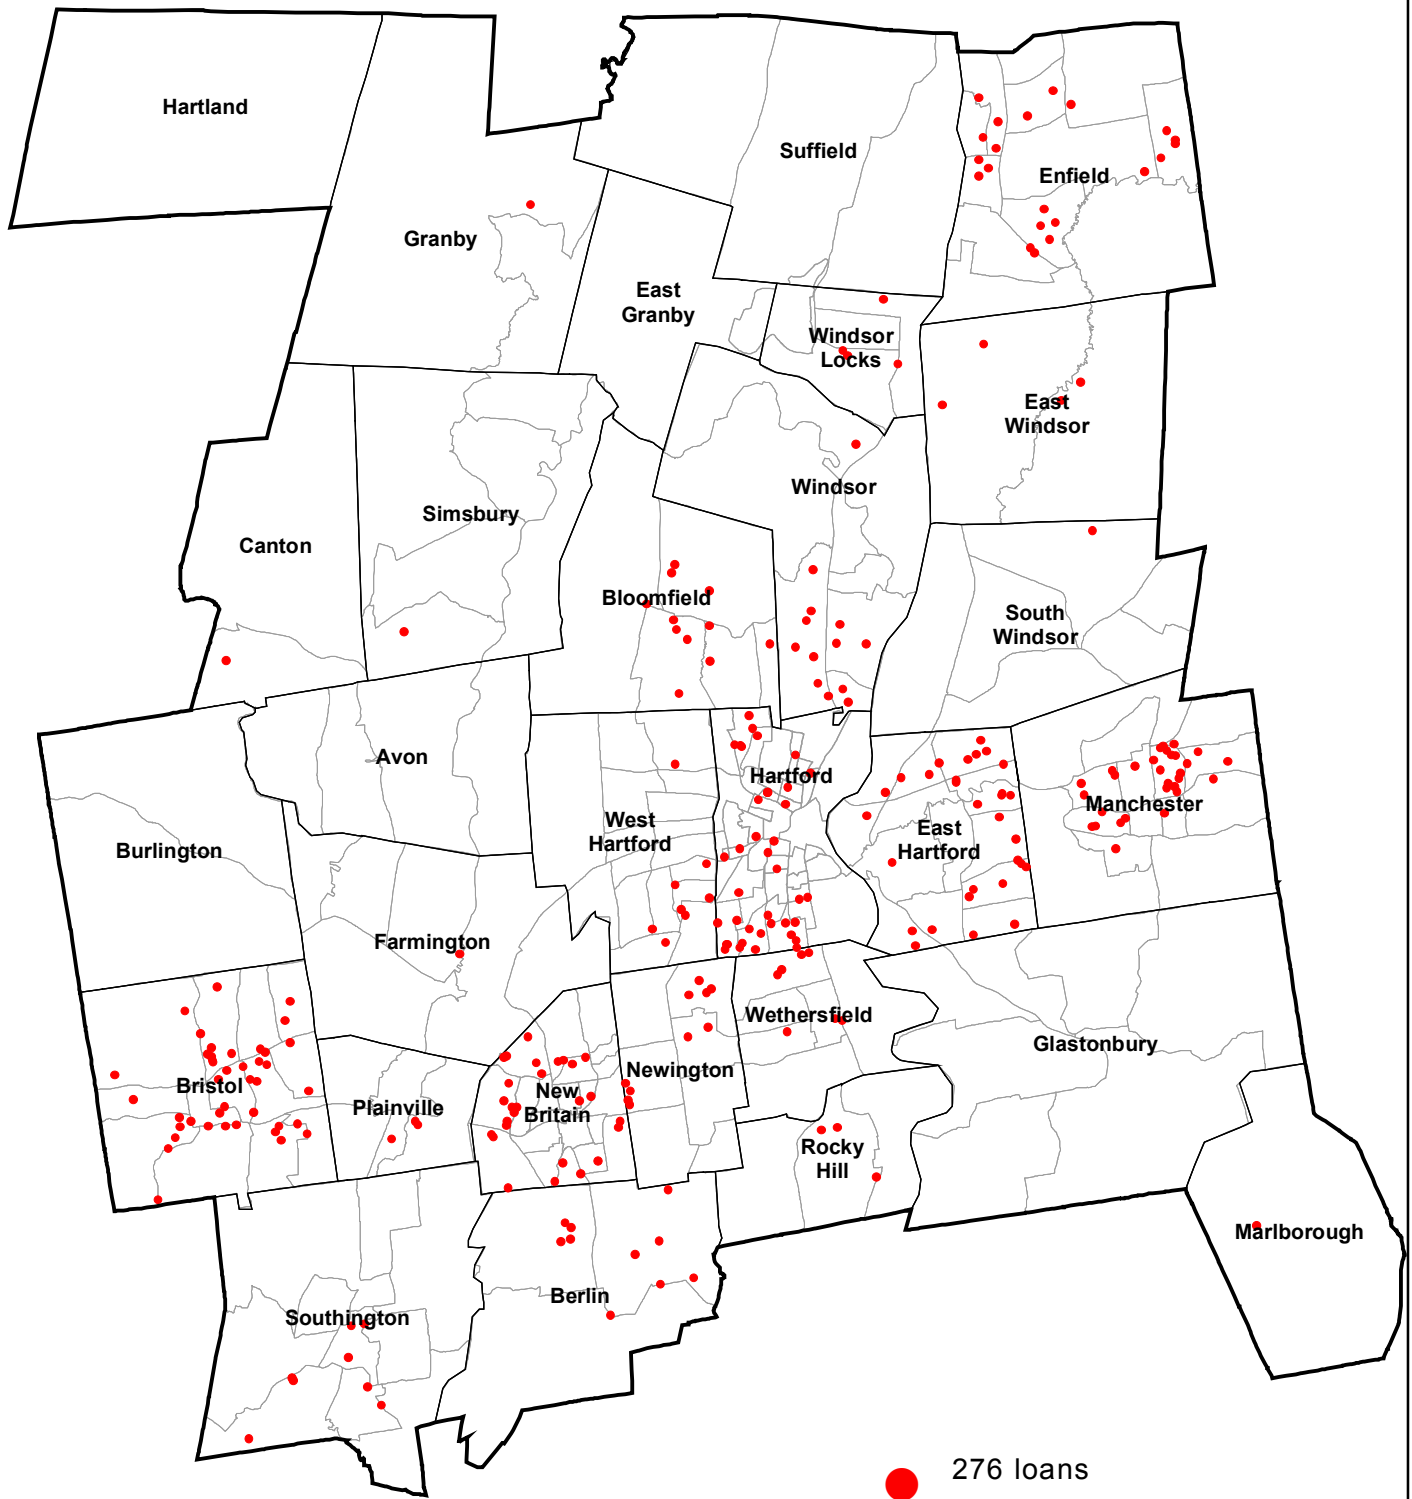 Hartland
Suffield
Enfield
Granby
East
Granby
Windsor
Locks
East
Windsor
Windsor
Simsbury
Canton
Bloomfield
South
Windsor
Avon
Hartford
Manchester
West
Hartford
East
Hartford
Burlington
Farmington
Wethersfield
Glastonbury
Newington
Bristol
New
Britain
Plainville
Rocky
Hill
Marlborough
Berlin
Southington
276 loans